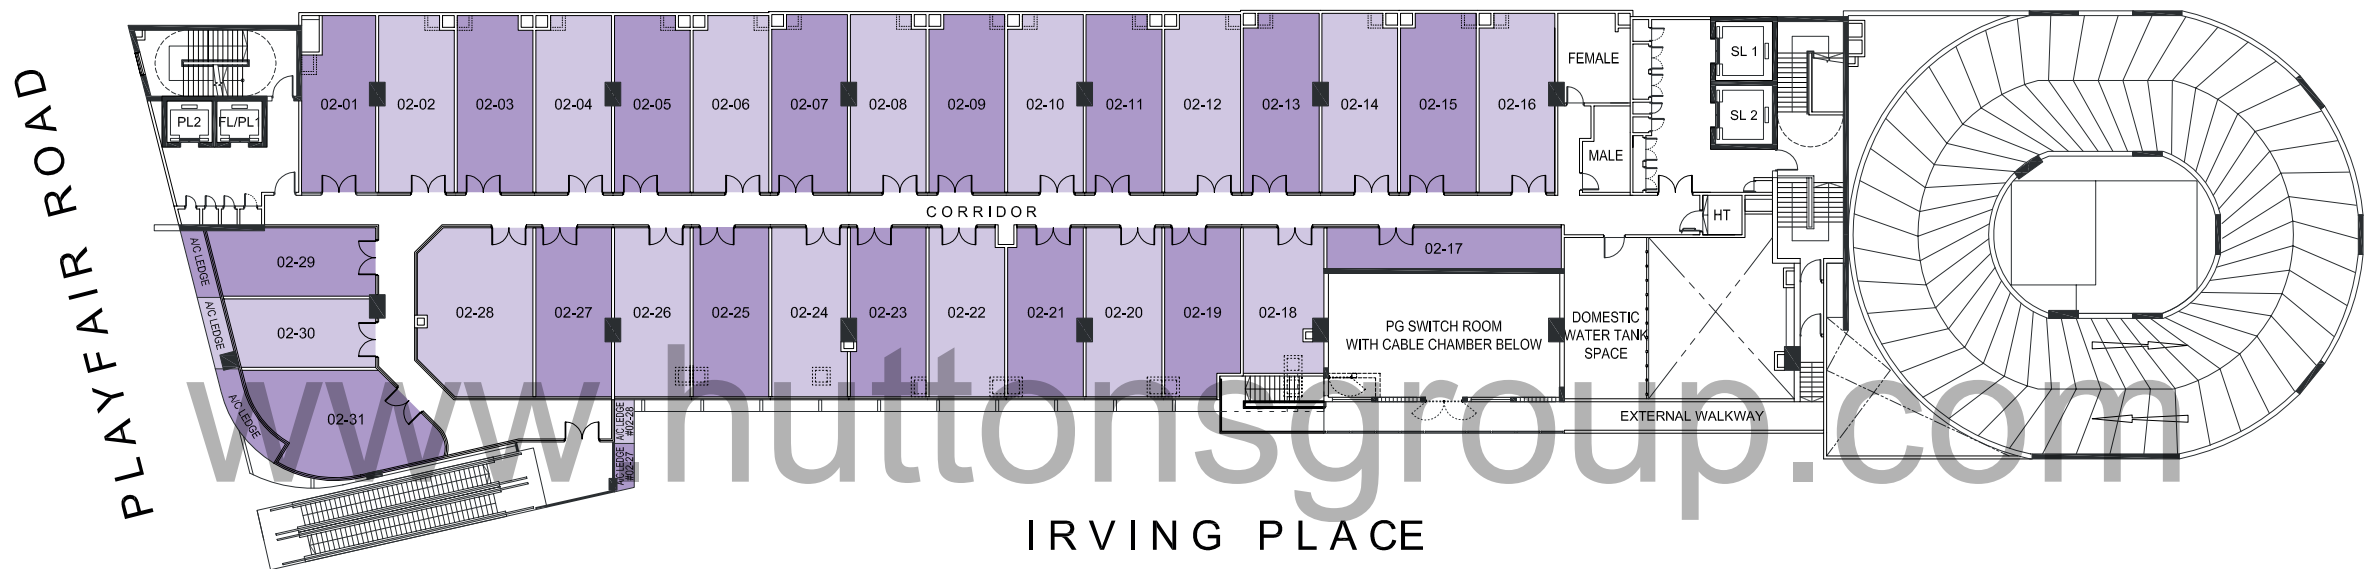 PLAYFAIR ROAD
PL2
FL/PL1
02-01
02-02
02-03
02-04
02-05
02-06
02-07
02-08
02-09
02-10
02-11
02-12
02-13
02-14
02-15
02-16
FEMALE
MALE
SL 1
SL 2
CORRIDOR
HT
A/C LEDGE
02-29
A/C LEDGE
02-30
A/C LEDGE
02-31
02-28
02-27
02-26
02-25
02-24
02-23
02-22
02-21
02-20
02-19
02-18
02-17
PG SWITCH ROOM
WITH CABLE CHAMBER BELOW
DOMESTIC
WATER TANK
SPACE
A/C LEDGE
#02-28
A/C LEDGE
#02-27
EXTERNAL WALKWAY
www.huttonsgroup.com
IRVING PLACE